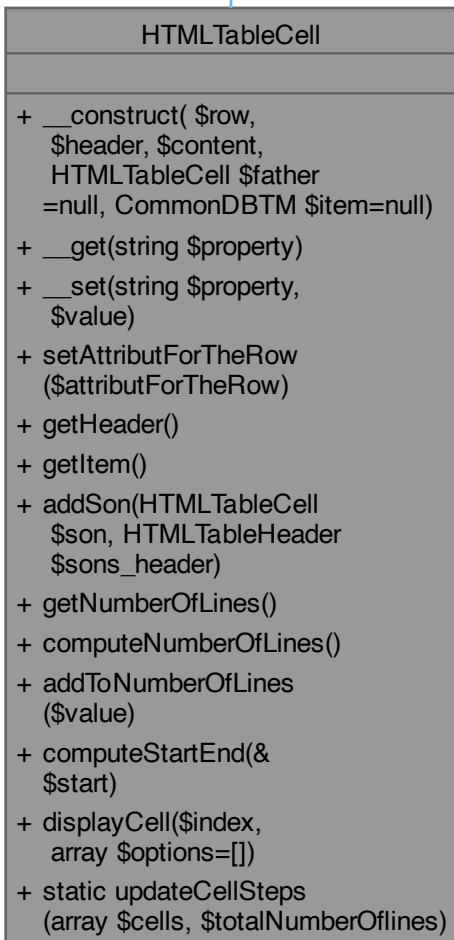 HTMLTableCell
+ __construct( $row,
$header, $content,
HTMLTableCell $father
=null, CommonDBTM $item=null)
+ __get(string $property)
+ __set(string $property,
$value)
+ setAttributForTheRow
($attributForTheRow)
+ getHeader()
+ getItem()
+ addSon(HTMLTableCell
$son, HTMLTableHeader
$sons_header)
+ getNumberOfLines()
+ computeNumberOfLines()
+ addToNumberOfLines
($value)
+ computeStartEnd(&
$start)
+ displayCell($index,
array $options=[])
+ static updateCellSteps
(array $cells, $totalNumberOflines)